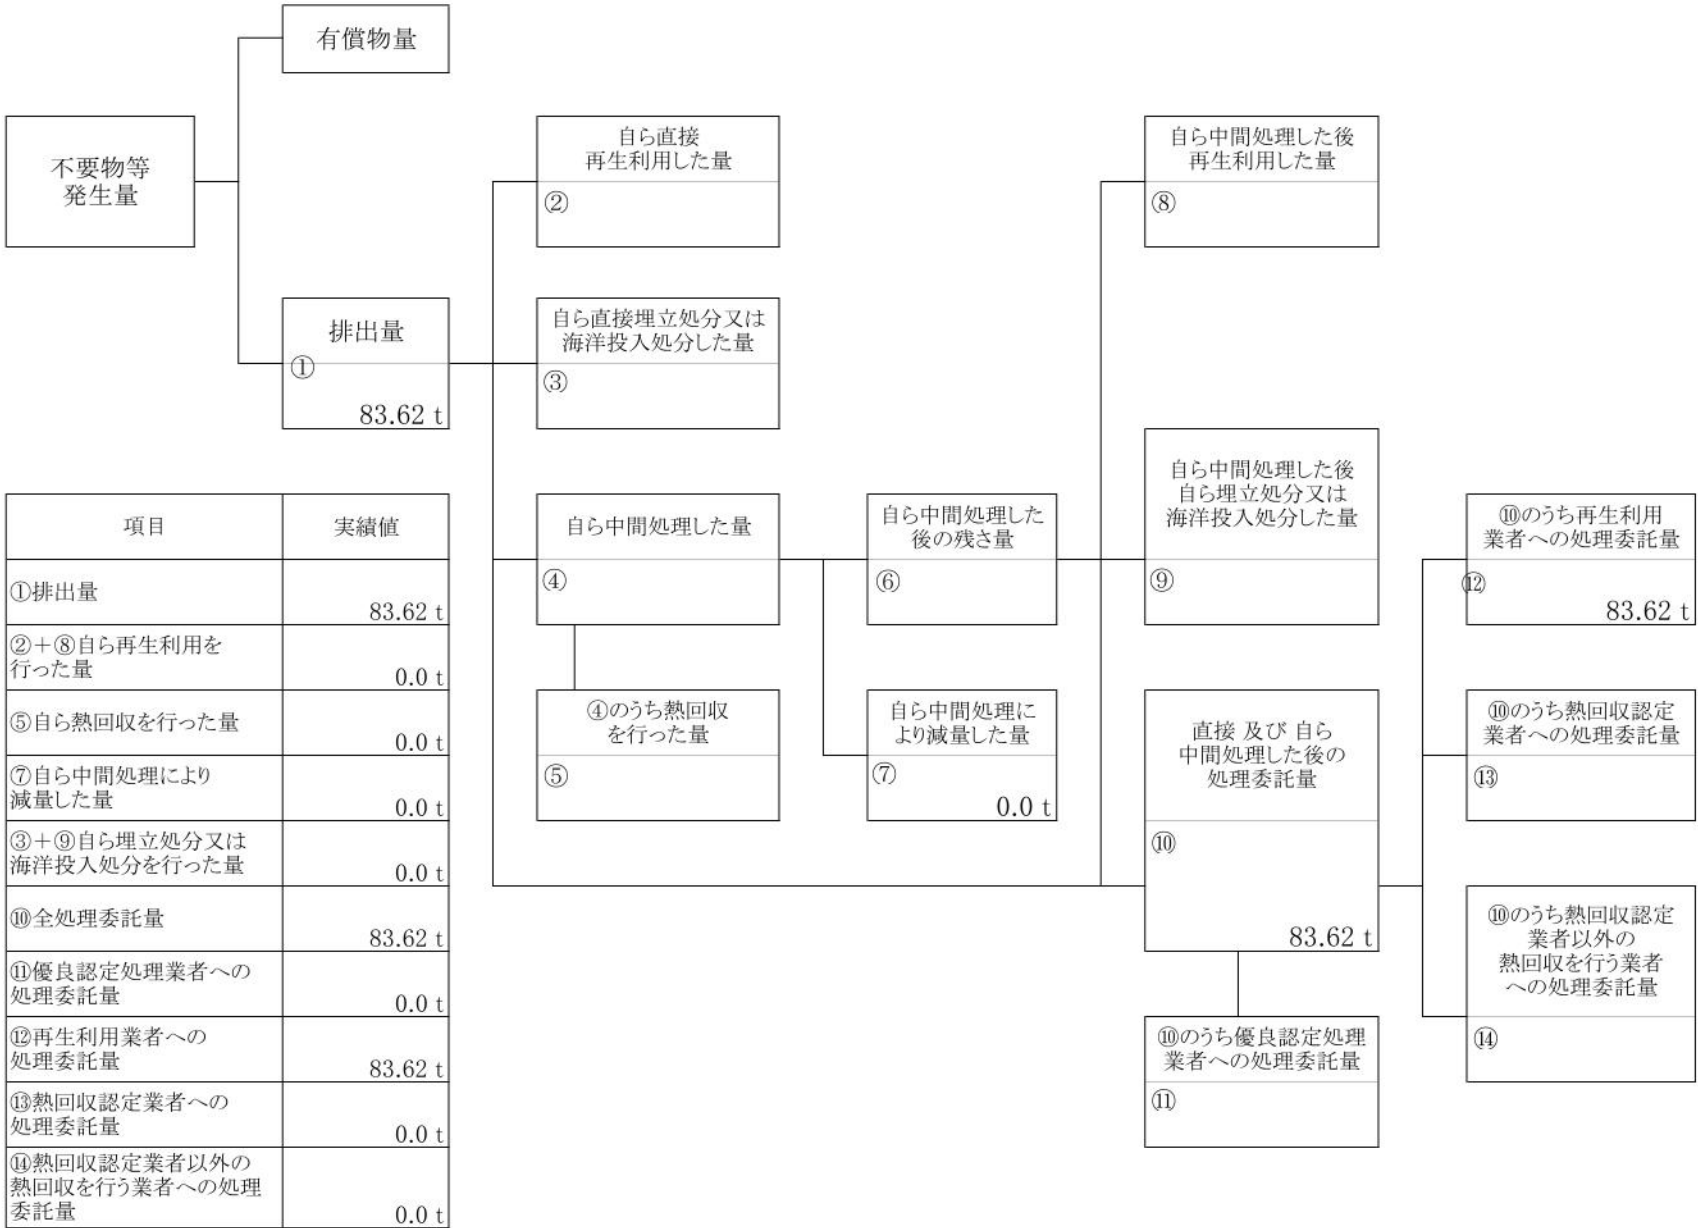 有償物量
不要物等
発生量
排出量
①
83.62 t
自ら直接
再生利用した量
②
自ら直接埋立処分又は
海洋投入処分した量
③
自ら中間処理した量
④
④のうち熱回収
を行った量
⑤
自ら中間処理した
後の残さ量
⑥
自ら中間処理に
より減量した量
⑦
0.0 t
自ら中間処理した後
再生利用した量
⑧
自ら中間処理した後
自ら埋立処分又は
海洋投入処分した量
⑨
直接 及び 自ら
中間処理した後の
処理委託量
⑩
83.62 t
⑩のうち優良認定処理
業者への処理委託量
⑪
⑩のうち再生利用
業者への処理委託量
⑫
83.62 t
⑩のうち熱回収認定
業者への処理委託量
⑬
⑩のうち熱回収認定
業者以外の
熱回収を行う業者
への処理委託量
⑭
項目 実績値
①排出量
83.62 t
②＋⑧自ら再生利用を
行った量
0.0 t
⑤自ら熱回収を行った量
0.0 t
⑦自ら中間処理により
減量した量
0.0 t
③＋⑨自ら埋立処分又は
海洋投入処分を行った量
0.0 t
⑩全処理委託量
83.62 t
⑪優良認定処理業者への
処理委託量
0.0 t
⑫再生利用業者への
処理委託量
83.62 t
⑬熱回収認定業者への
処理委託量
0.0 t
⑭熱回収認定業者以外の
熱回収を行う業者への処理
委託量
0.0 t